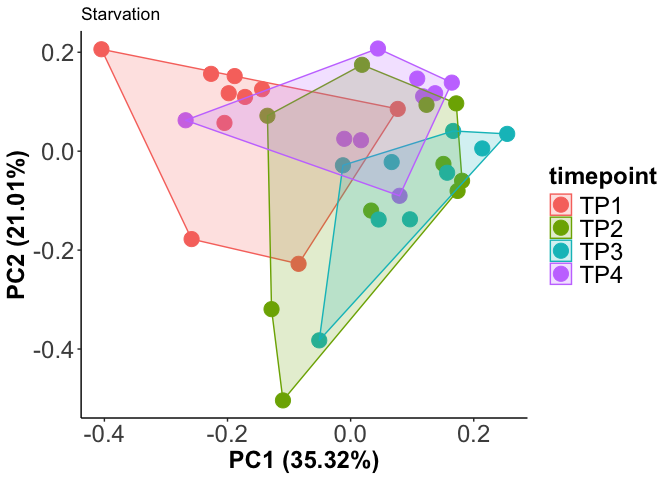 Starvation
0.2
0.0
-0.2
-0.4
PC2 (21.01%)
-0.4 -0.2 0.0 0.2
PC1 (35.32%)
timepoint
TP1
TP2
TP3
TP4